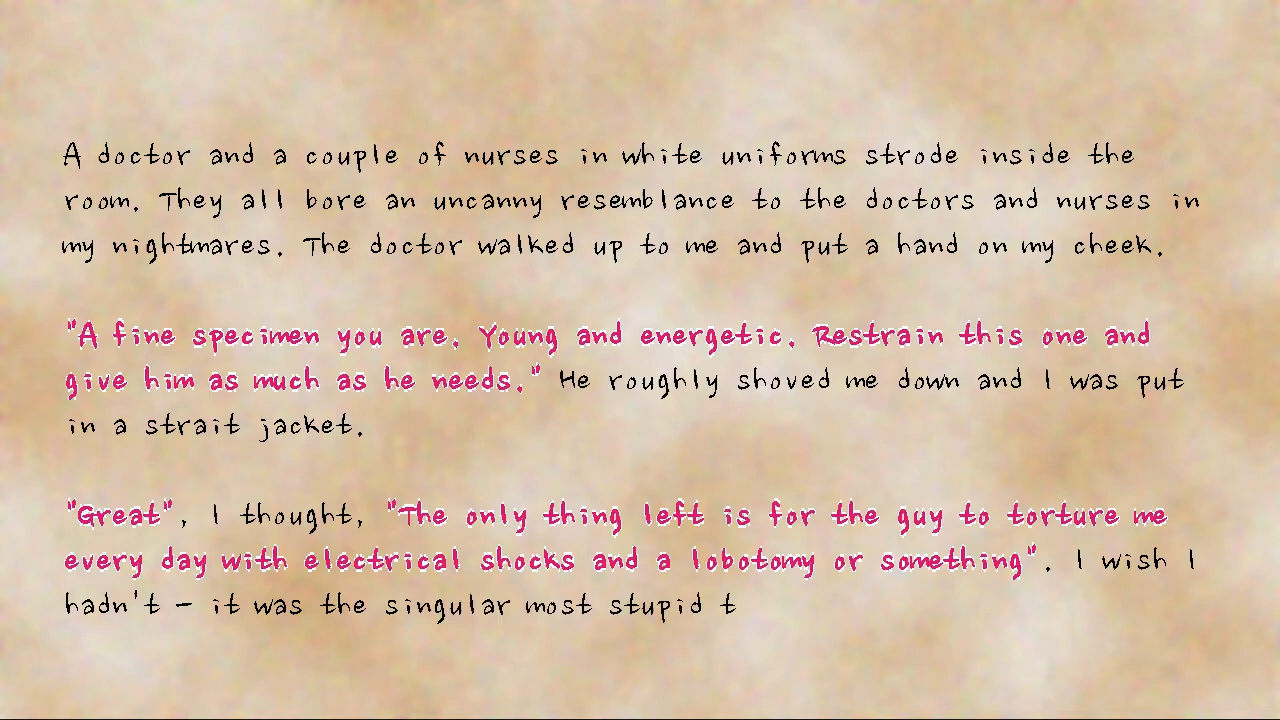 A doctor and a couple of nurses in white uniforms strode inside the
room. They all bore an uncanny resemblance to the doctors and nurses in
my nightmares. The doctor walked up to me and put a hand on my cheek.
"A fine specimen you are. Young and energetic. Restrain this one and
give him as much as he needs." He roughly shoved me down and I was put
in a strait jacket.
"Great", I thought, "The only thing left is for the guy to torture me
every day with electrical shocks and a lobotomy or something". I wish I
hadn't - it was the singular most stupid t